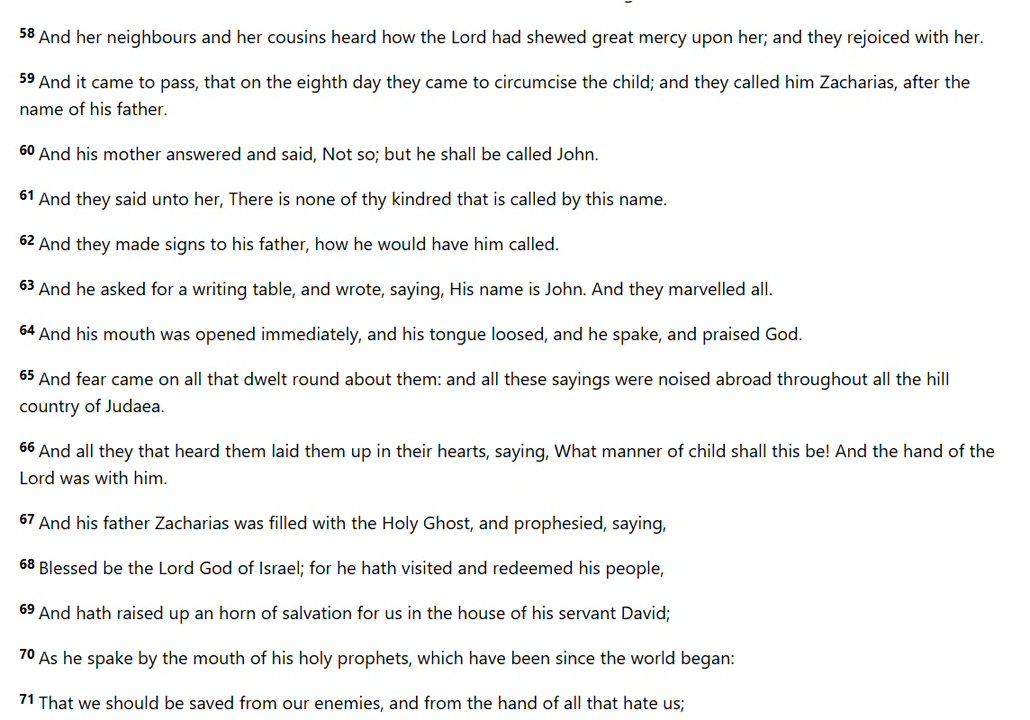 58 And her neighbours and her cousins heard how the Lord had shewed great mercy upon her; and they rejoiced with her.
59 And it came to pass, that on the eighth day they came to circumcise the child; and they called him Zacharias, after the
name of his father.
60 And his mother answered and said, Not so; but he shall be called John.
61 And they said unto her, There is none of thy kindred that is called by this name.
62 And they made signs to his father, how he would have him called.
63 And he asked for a writing table, and wrote, saying, His name is John. And they marvelled all.
64 And his mouth was opened immediately, and his tongue loosed, and he spake, and praised God.
65 And fear came on all that dwelt round about them: and all these sayings were noised abroad throughout all the hill
country of Judaea.
66 And all they that heard them laid them up in their hearts, saying, What manner of child shall this be! And the hand of the
Lord was with him.
67 And his father Zacharias was filled with the Holy Ghost, and prophesied, saying,
68 Blessed be the Lord God of Israel; for he hath visited and redeemed his people,
69 And hath raised up an horn of salvation for us in the house of his servant David;
70 As he spake by the mouth of his holy prophets, which have been since the world began:
71 That we should be saved from our enemies, and from the hand of all that hate us;